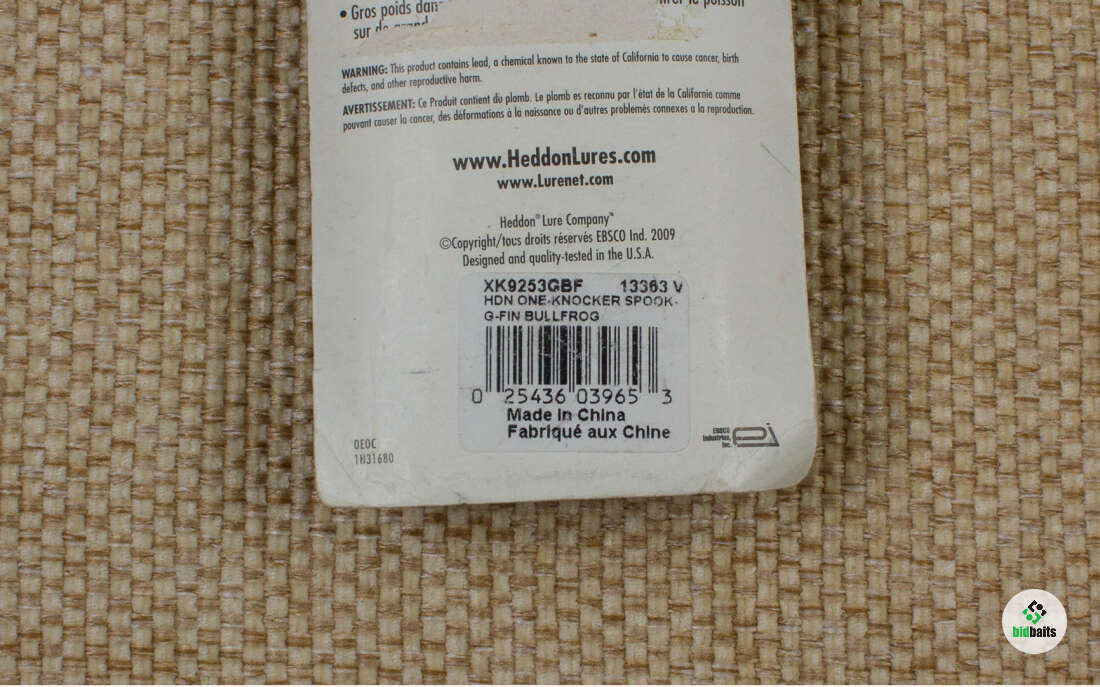 • Gros poids
le poisson
sur
WARNING: This product contains lead, a chemical known to the state of California to cause cancer, birth
defects, and other reproductive harm.
AVERTISSEMENT: Ce Produit contient du plomb. Le plomb es reconnu par l'état de la Californie comme
pouvant causer la cancer, des déformations à la naissance ou d'autres problemés connexes a la reproduction.
www.HeddonLures.com
www.Lurenet.com
Heddon® Lure Company™
©Copyright/tous droits réservés EBSCO Ind. 2009
Designed and quality-tested in the U.S.A.
XK9253GBF 13363 V
HDN ONE-KNOCKER SPOOK-
G-FIN BULLFROG
0 25436 03965 3
Made In China
Fabriqué aux Chine
OEOC
1H31680
EBSCO
Industries,
Inc.
bidbaits